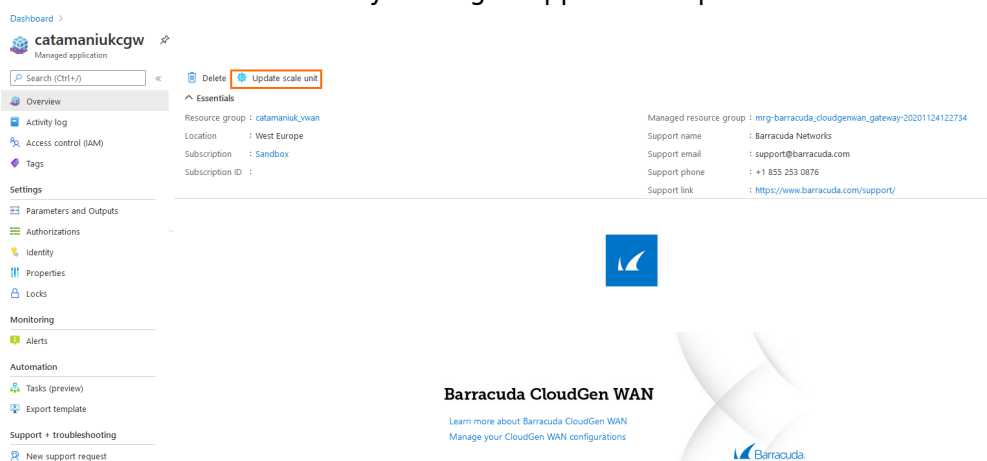 Dashboard >
catamaniukcgw
Managed application
Search (Ctrl+/)
«
Delete
Update scale unit
Overview
Activity log
Access control (IAM)
Tags
Settings
Parameters and Outputs
Authorizations
Identity
Properties
Locks
Monitoring
Alerts
Automation
Tasks (preview)
Export template
Support + troubleshooting
New support request
Essentials
Resource group : catamaniuk_vwan
Location : West Europe
Subscription : Sandbox
Subscription ID :
Managed resource group : mrg-barracuda_cloudgenwan_gateway-20201124122734
Support name : Barracuda Networks
Support email : support@barracuda.com
Support phone : +1 855 253 0876
Support link : https://www.barracuda.com/support/
Barracuda CloudGen WAN
Learn more about Barracuda CloudGen WAN
Manage your CloudGen WAN configurations
Barracuda.